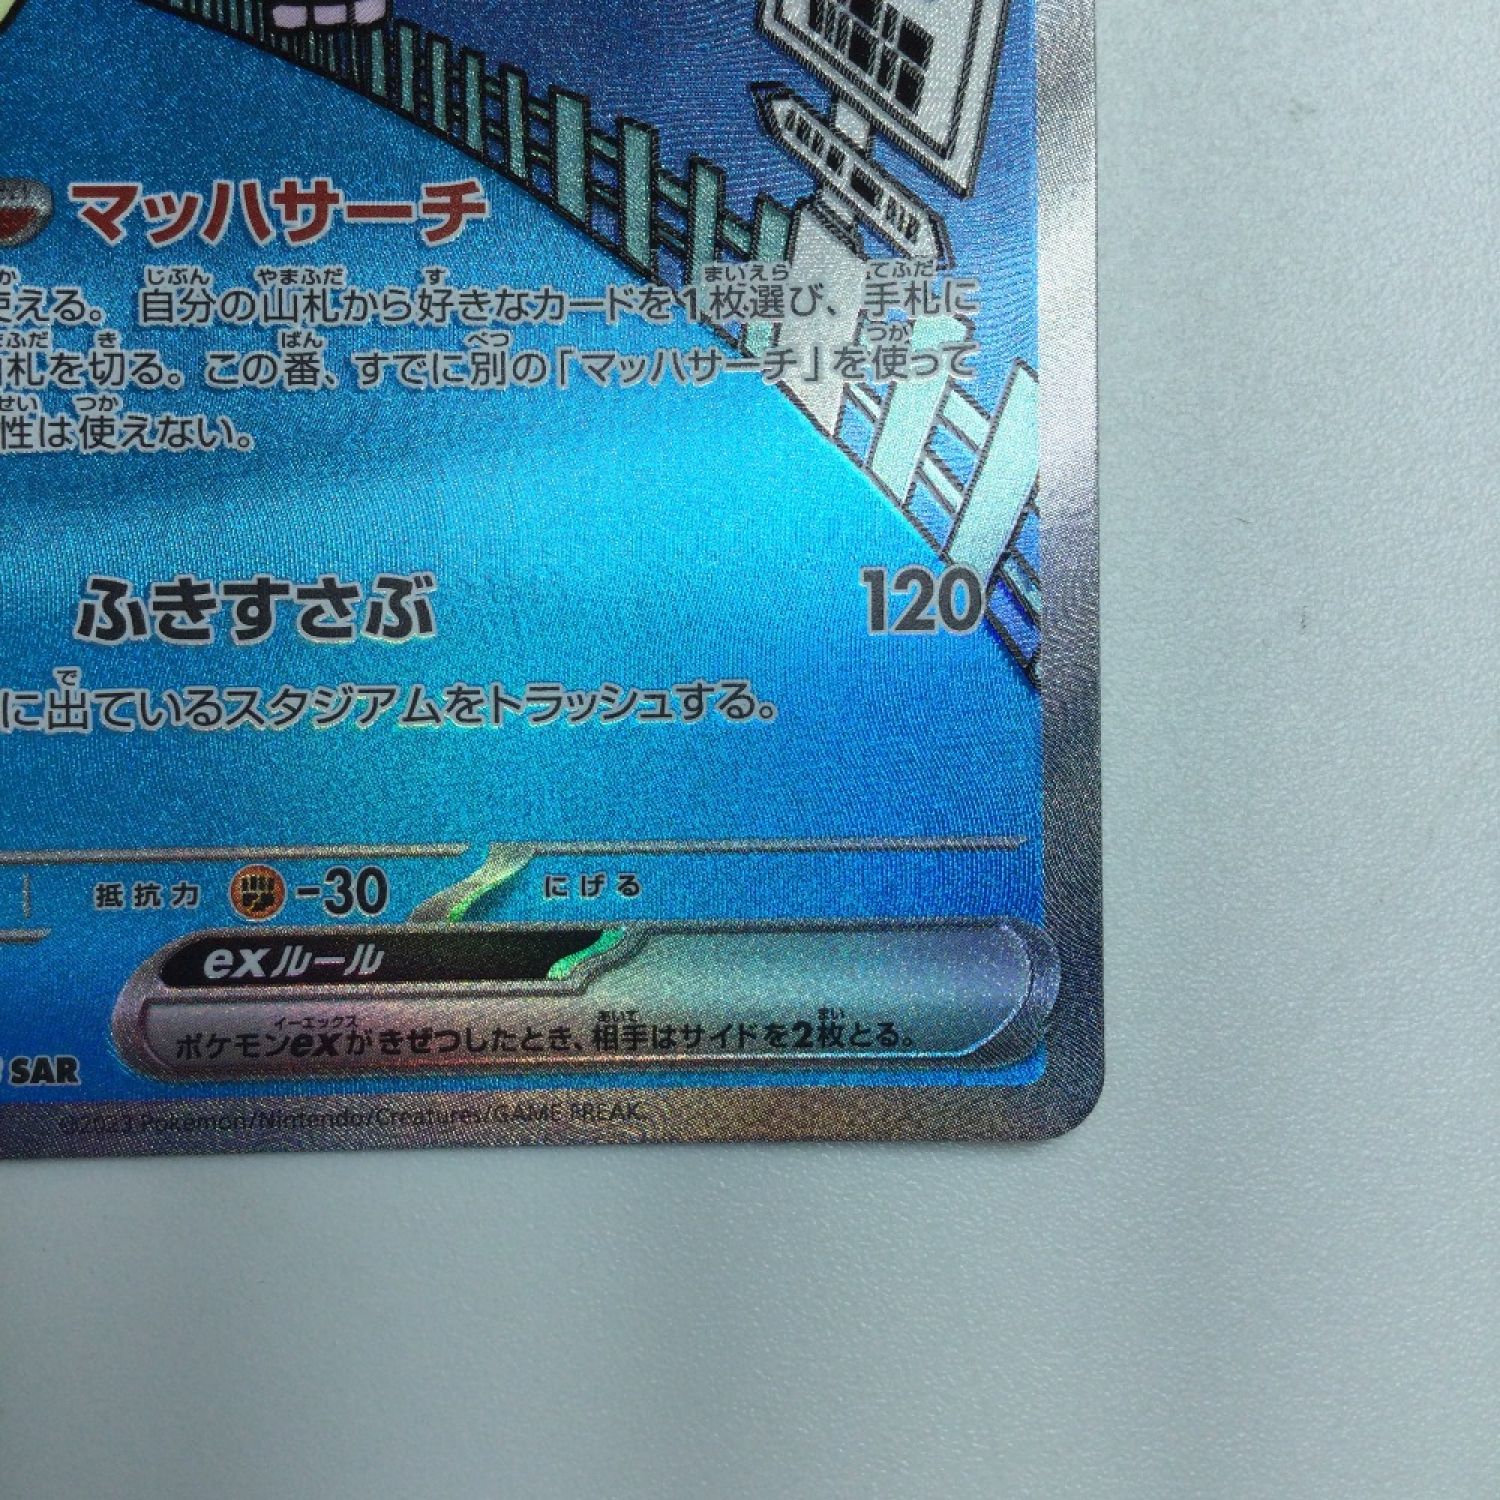 マッハサーチ
使える。自分の山札から好きなカードを1枚選び、手札に
札を切る。この番、すでに別の「マッハサーチ」を使って
性は使えない。
ふきすさぶ 120
に出ているスタジアムをトラッシュする。
抵抗力 -30 にげる
exルール
ポケモンexがきぜつしたとき、相手はサイドを2枚とる。
SAR
©2023 Pokémon/Nintendo/Creatures/GAME FREAK.